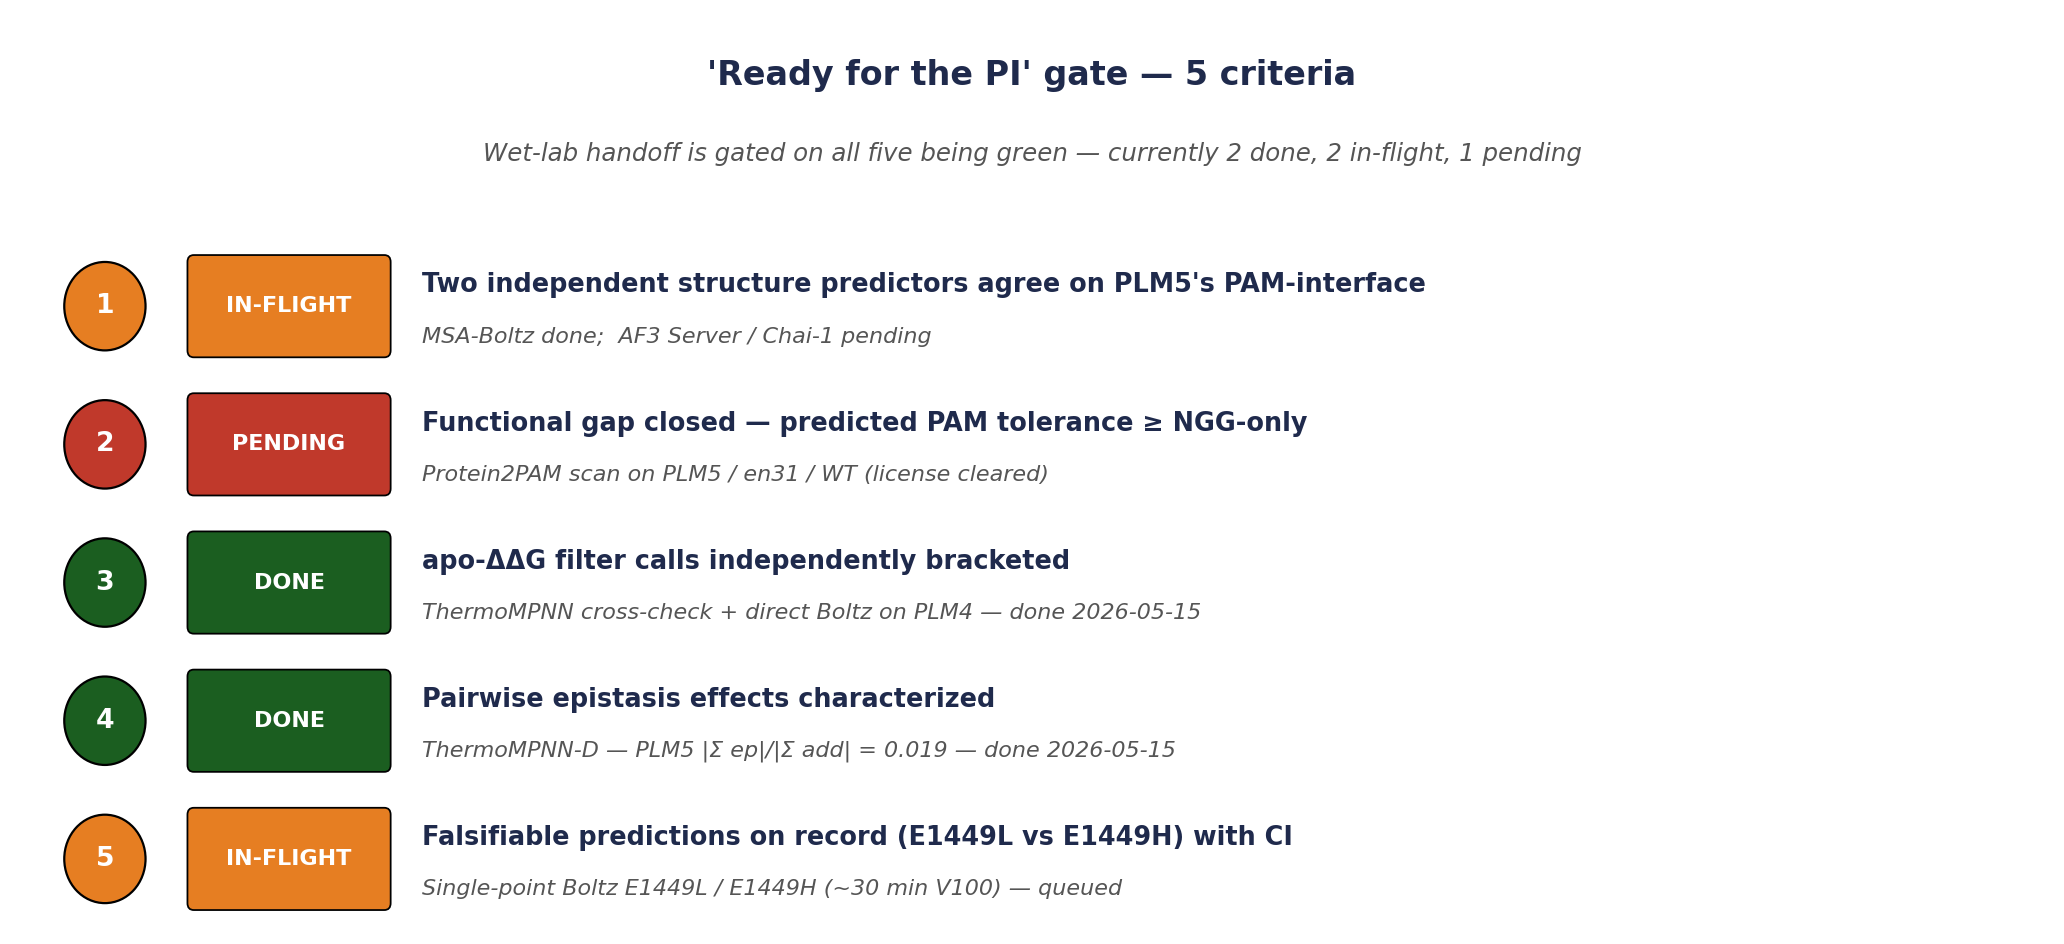 'Ready for the PI' gate — 5 criteria
Wet-lab handoff is gated on all five being green — currently 2 done, 2 in-flight, 1 pending
1 IN-FLIGHT Two independent structure predictors agree on PLM5's PAM-interface
MSA-Boltz done;  AF3 Server / Chai-1 pending
2 PENDING Functional gap closed — predicted PAM tolerance ≥ NGG-only
Protein2PAM scan on PLM5 / en31 / WT (license cleared)
3 DONE apo-ΔΔG filter calls independently bracketed
ThermoMPNN cross-check + direct Boltz on PLM4 — done 2026-05-15
4 DONE Pairwise epistasis effects characterized
ThermoMPNN-D — PLM5 |Σ ep|/|Σ add| = 0.019 — done 2026-05-15
5 IN-FLIGHT Falsifiable predictions on record (E1449L vs E1449H) with CI
Single-point Boltz E1449L / E1449H (~30 min V100) — queued